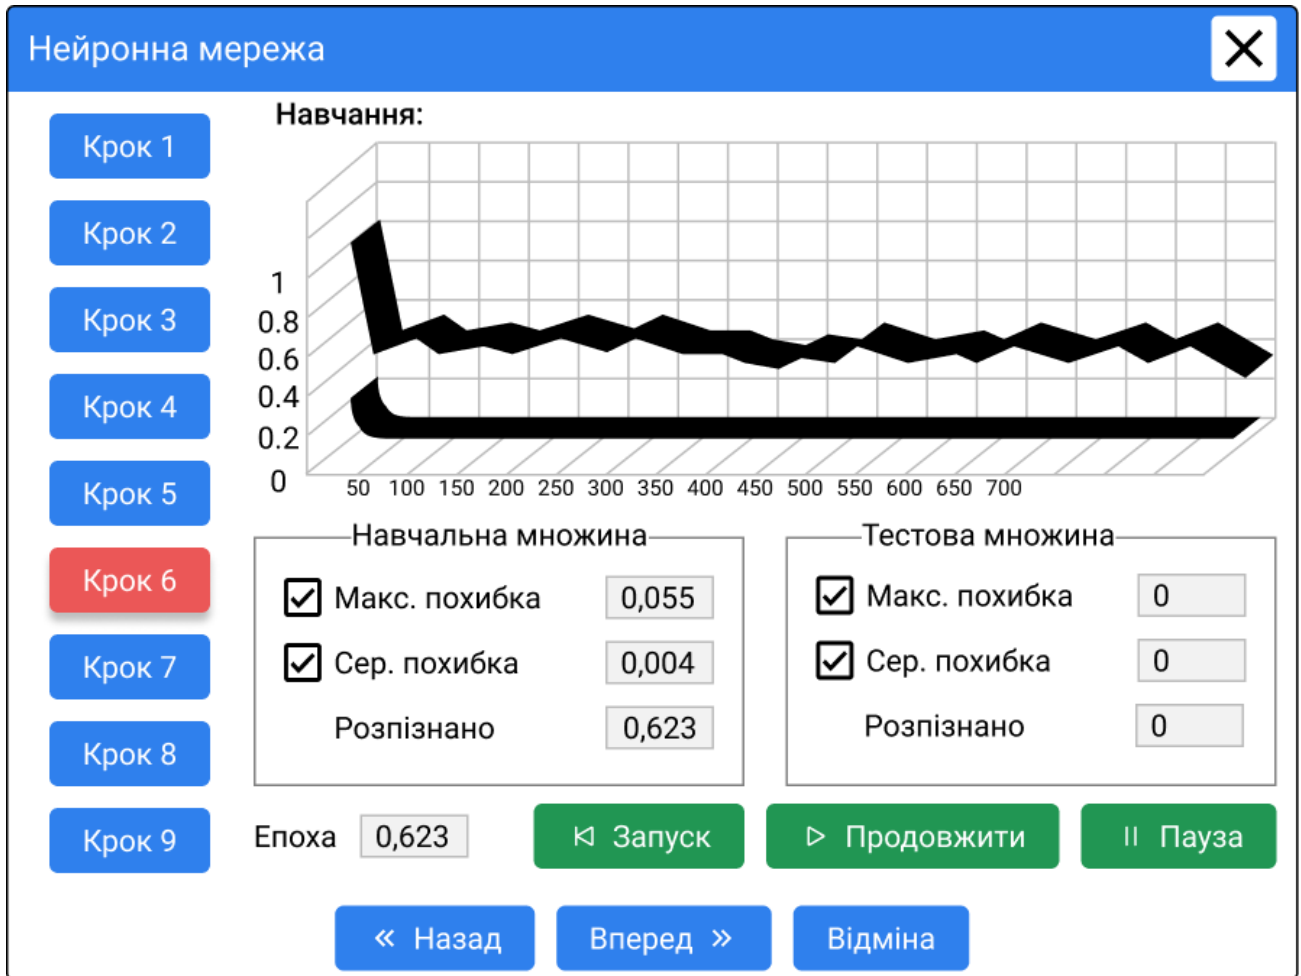 Нейронна мережа
Навчання:
Крок 1
Крок 2
Крок 3
Крок 4
Крок 5
Крок 6
Крок 7
Крок 8
Крок 9
1
0.8
0.6
0.4
0.2
0
50 100 150 200 250 300 350 400 450 500 550 600 650 700
Навчальна множина
Макс. похибка 0,055
Сер. похибка 0,004
Розпізнано 0,623
Тестова множина
Макс. похибка 0
Сер. похибка 0
Розпізнано 0
Епоха 0,623 Запуск Продовжити Пауза
« Назад Вперед » Відміна